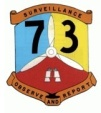 SURVEILLANCE
73
OBSERVE AND REPORT